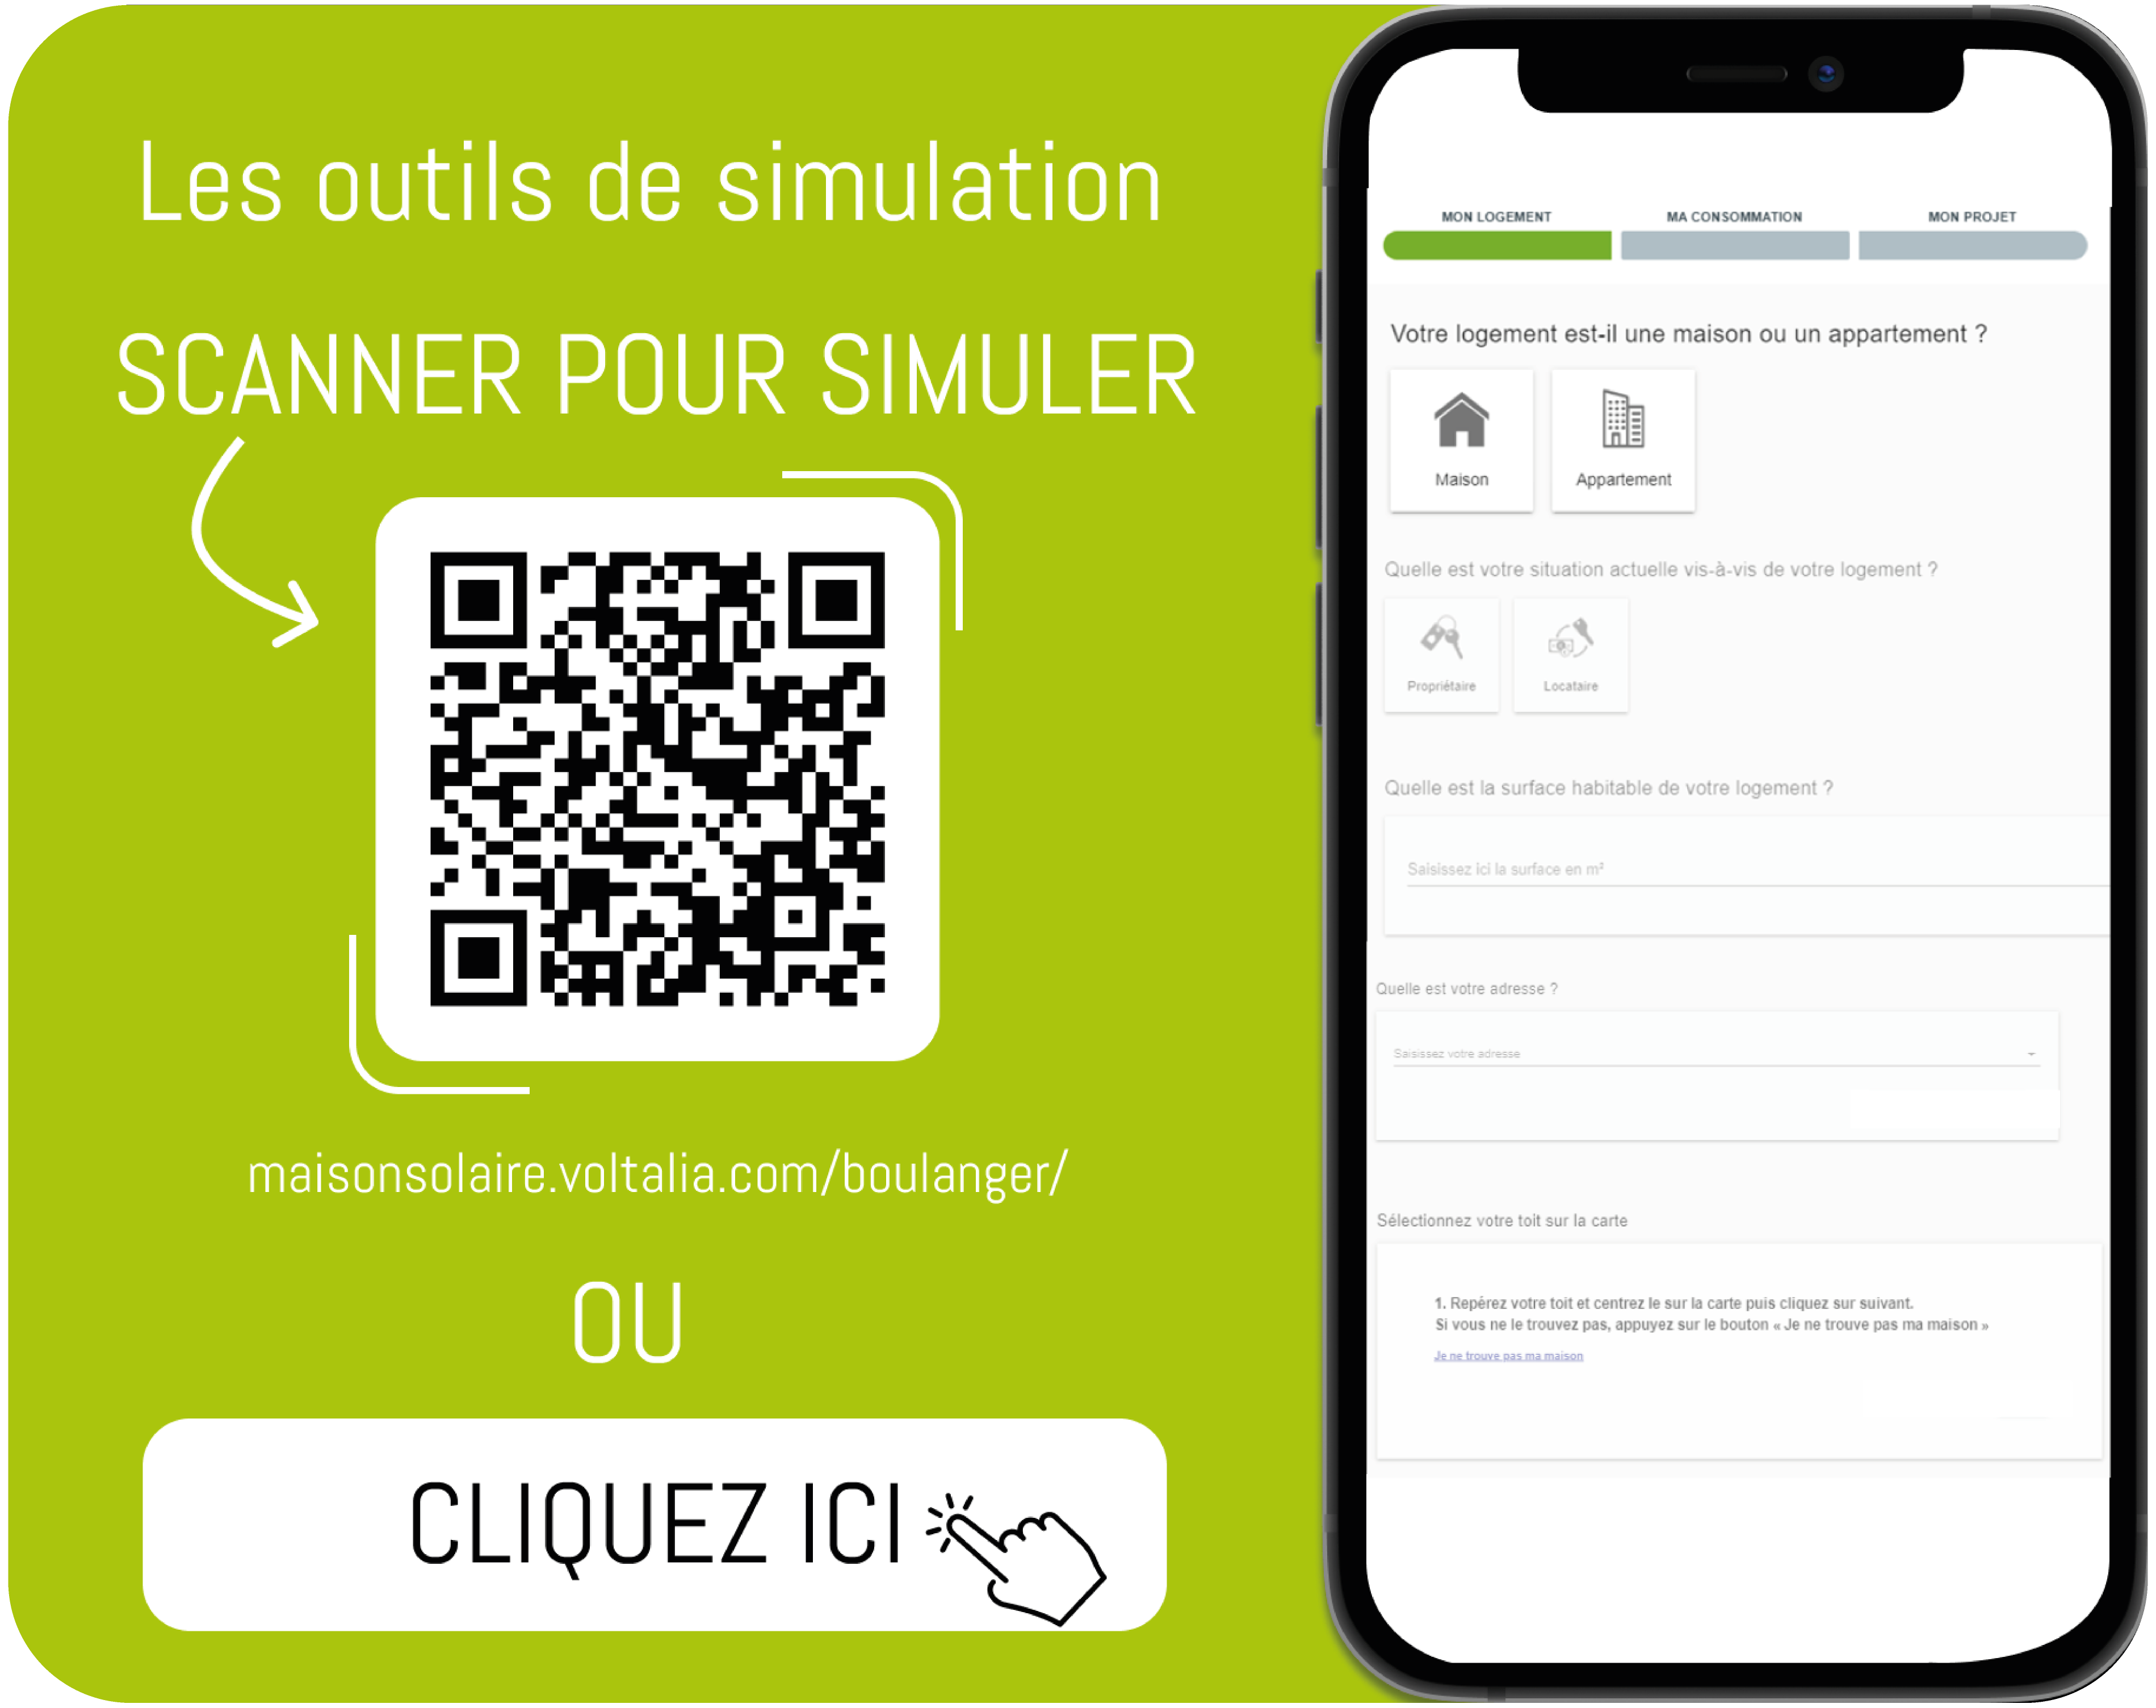 Les outils de simulation
SCANNER POUR SIMULER
maisonsolaire.voltalia.com/boulanger/
OU
CLIQUEZ ICI
MON LOGEMENT MA CONSOMMATION MON PROJET
Votre logement est-il une maison ou un appartement ?
Maison Appartement
Quelle est votre situation actuelle vis-à-vis de votre logement ?
Propriétaire Locataire
Quelle est la surface habitable de votre logement ?
Saisissez ici la surface en m²
Quelle est votre adresse ?
Saisissez votre adresse
Sélectionnez votre toit sur la carte
1. Repérez votre toit et centrez le sur la carte puis cliquez sur suivant.
Si vous ne le trouvez pas, appuyez sur le bouton « Je ne trouve pas ma maison »
Je ne trouve pas ma maison